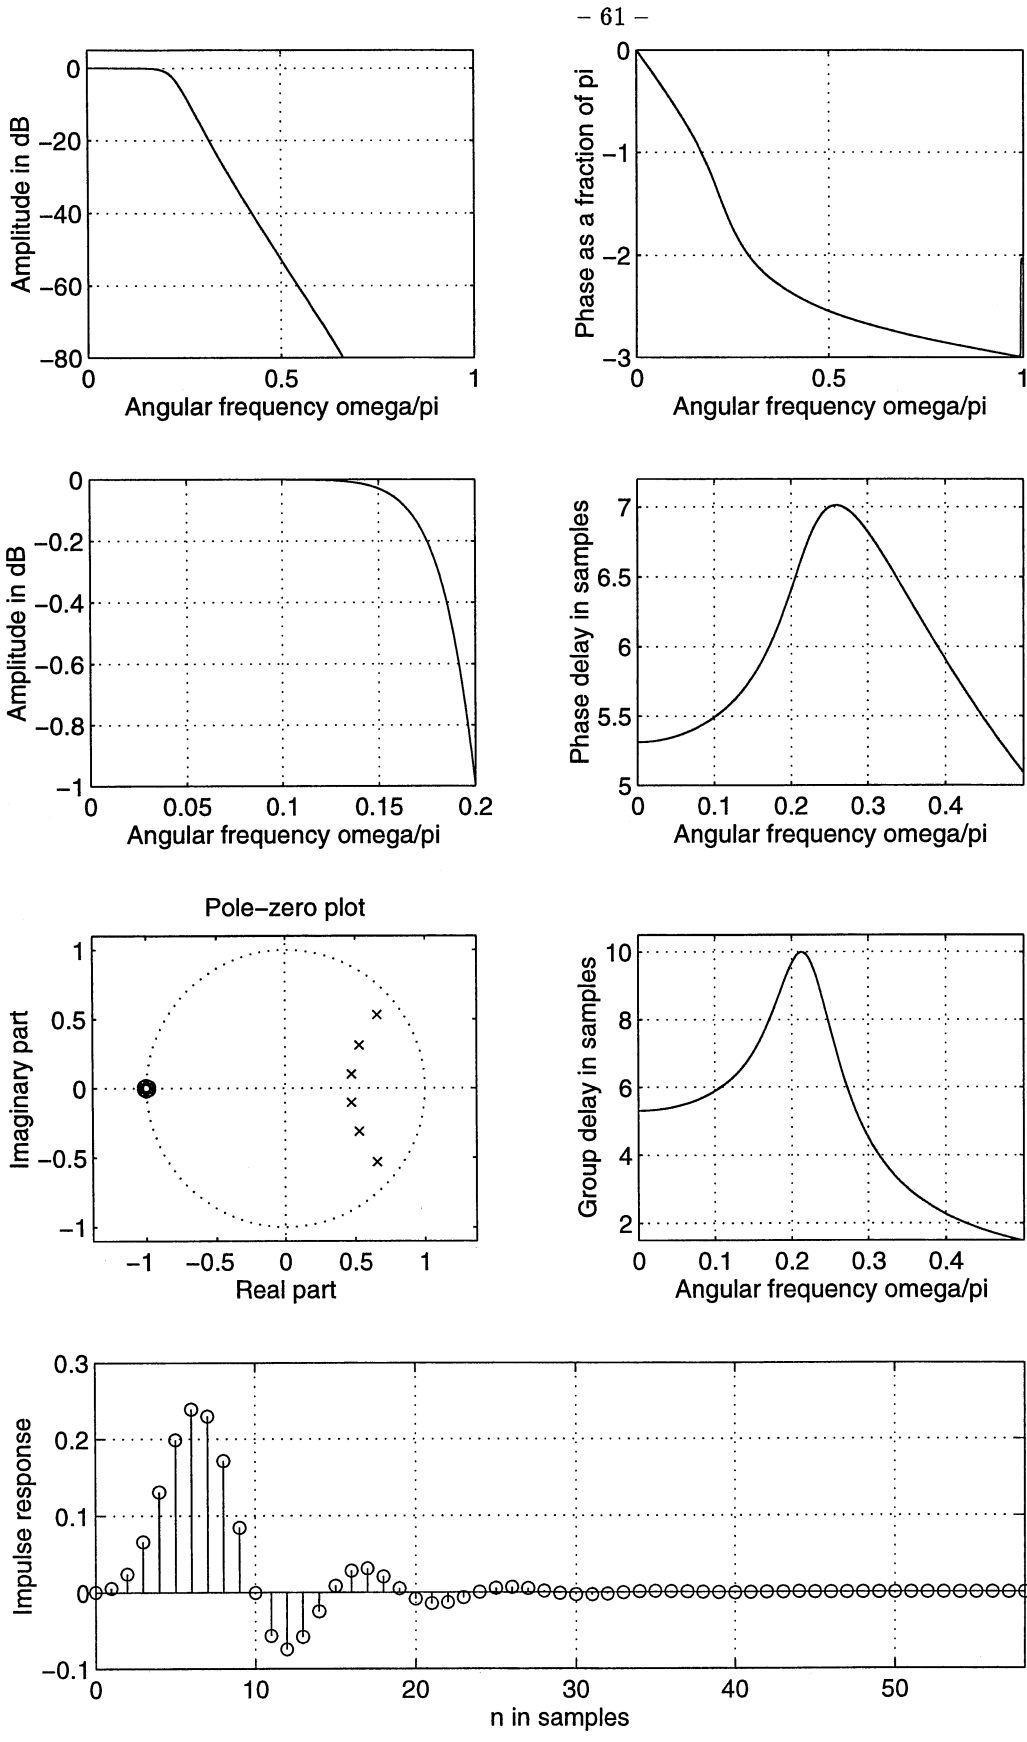 – 61 –
0
−20
−40
−60
−80
Amplitude in dB
0 0.5 1
Angular frequency omega/pi
0
−1
−2
−3
Phase as a fraction of pi
0 0.5 1
Angular frequency omega/pi
0
−0.2
−0.4
−0.6
−0.8
−1
Amplitude in dB
0 0.05 0.1 0.15 0.2
Angular frequency omega/pi
7
6.5
6
5.5
5
Phase delay in samples
0 0.1 0.2 0.3 0.4
Angular frequency omega/pi
Pole−zero plot
1
0.5
0
−0.5
−1
Imaginary part
−1 −0.5 0 0.5 1
Real part
10
8
6
4
2
Group delay in samples
0 0.1 0.2 0.3 0.4
Angular frequency omega/pi
0.3
0.2
0.1
0
−0.1
Impulse response
0 10 20 30 40 50
n in samples